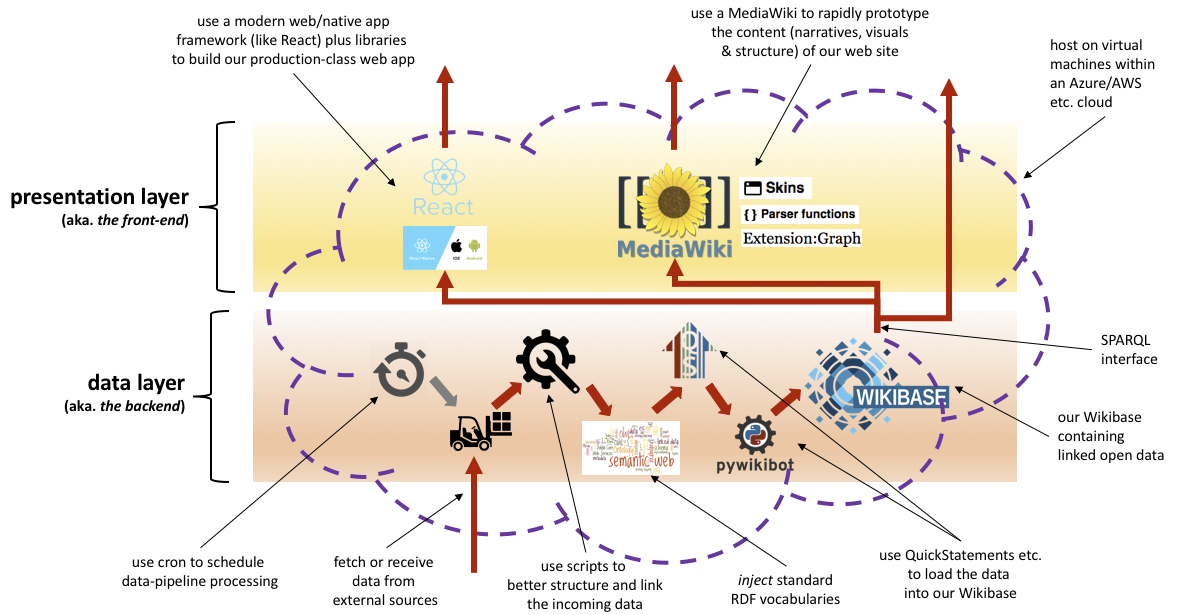 use a modern web/native app
framework (like React) plus libraries
to build our production-class web app
use a MediaWiki to rapidly prototype
the content (narratives, visuals
& structure) of our web site
host on virtual
machines within
an Azure/AWS
etc. cloud
presentation layer
(aka. the front-end)
React
React Native
iOS
Android
[[ ]]
MediaWiki
Skins
{ } Parser functions
Extension:Graph
data layer
(aka. the backend)
QS
semantic web
pywikibot
WIKIBASE
SPARQL
interface
our Wikibase
containing
linked open data
use cron to schedule
data-pipeline processing
fetch or receive
data from
external sources
use scripts to
better structure and link
the incoming data
inject standard
RDF vocabularies
use QuickStatements etc.
to load the data
into our Wikibase